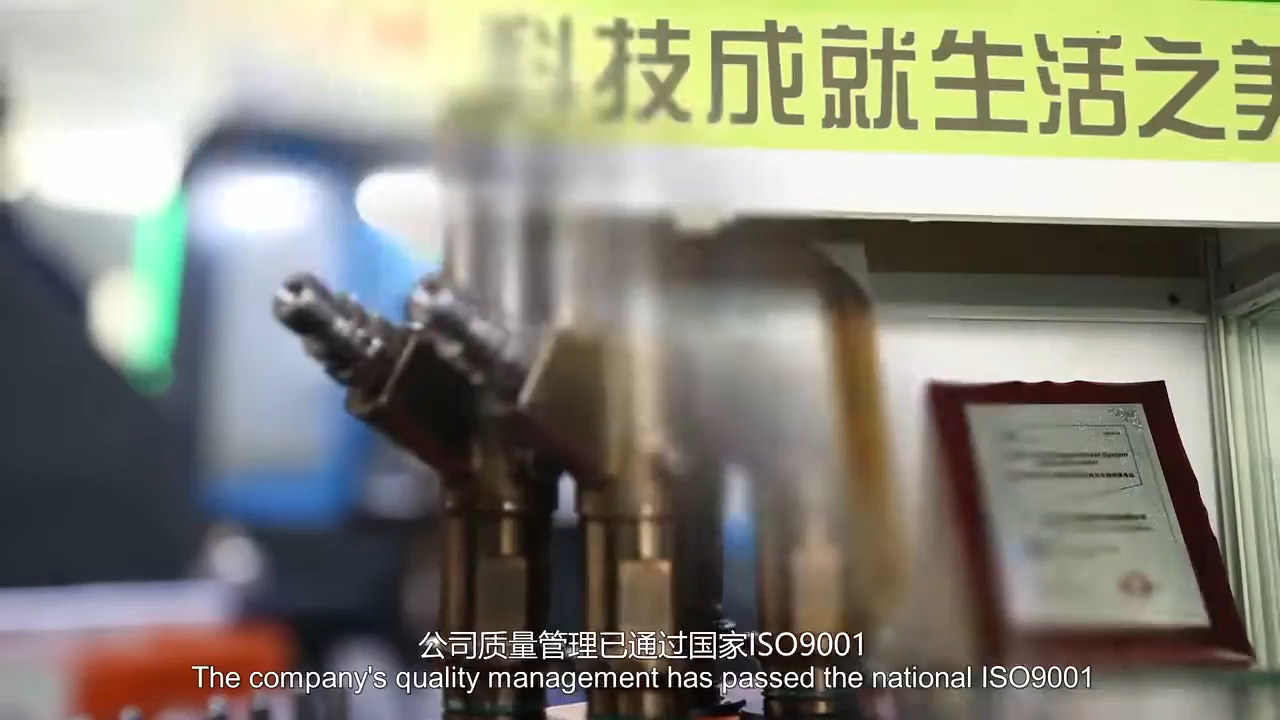 科技成就生活之美
公司质量管理已通过国家ISO9001
The company's quality management has passed the national ISO9001